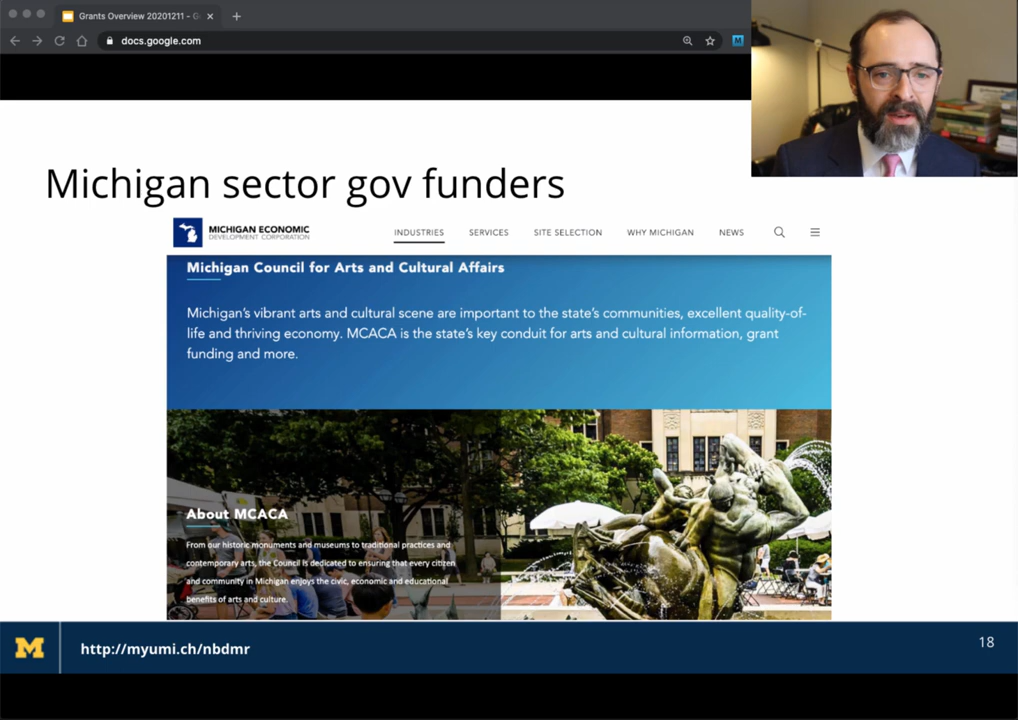 Grants Overview 20201211 - G
docs.google.com
M
Michigan sector gov funders
MICHIGAN ECONOMIC
DEVELOPMENT CORPORATION
INDUSTRIES SERVICES SITE SELECTION WHY MICHIGAN NEWS
Michigan Council for Arts and Cultural Affairs
Michigan's vibrant arts and cultural scene are important to the state's communities, excellent quality-of-
life and thriving economy. MCACA is the state's key conduit for arts and cultural information, grant
funding and more.
About MCACA
From our historic monuments and museums to traditional practices and
contemporary arts, the Council is dedicated to ensuring that every citizen
and community in Michigan enjoys the civic, economic and educational
benefits of arts and culture.
M http://myumi.ch/nbdmr 18